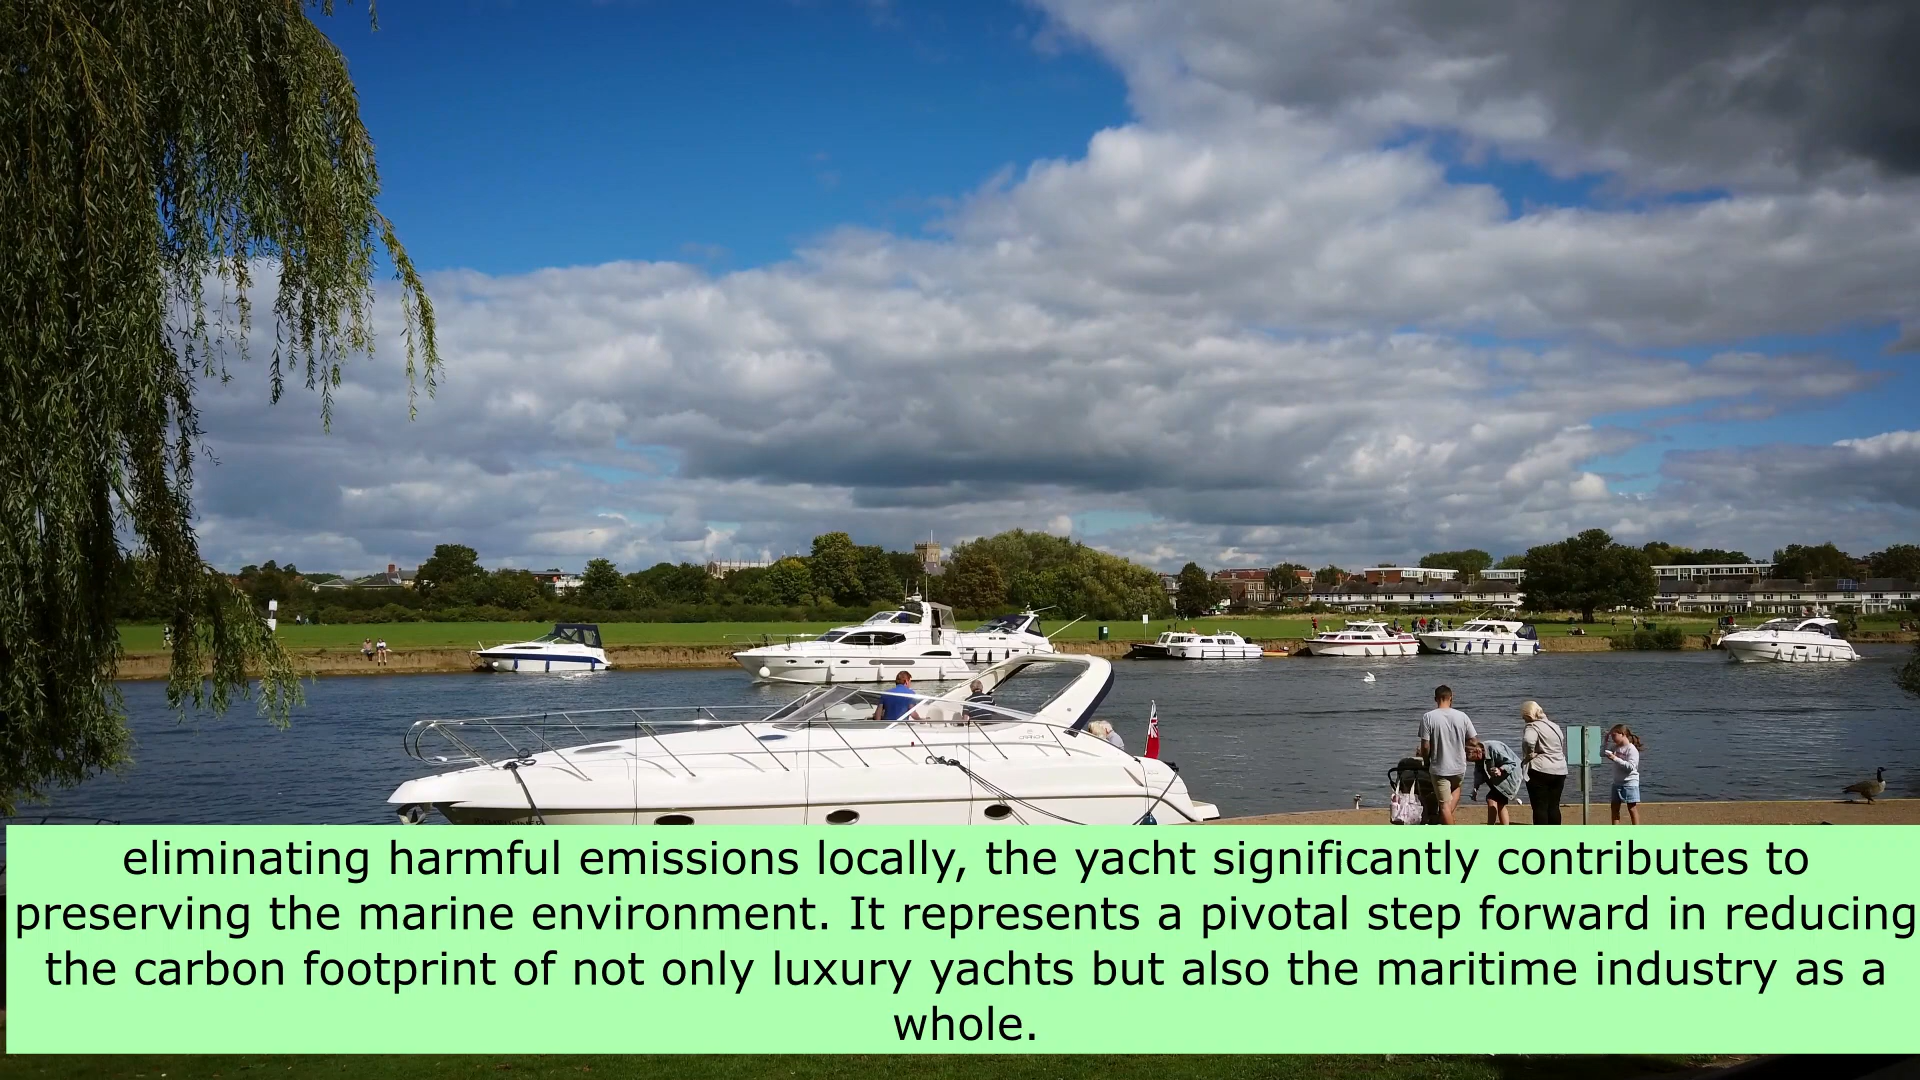 eliminating harmful emissions locally, the yacht significantly contributes to
preserving the marine environment. It represents a pivotal step forward in reducing
the carbon footprint of not only luxury yachts but also the maritime industry as a
whole.